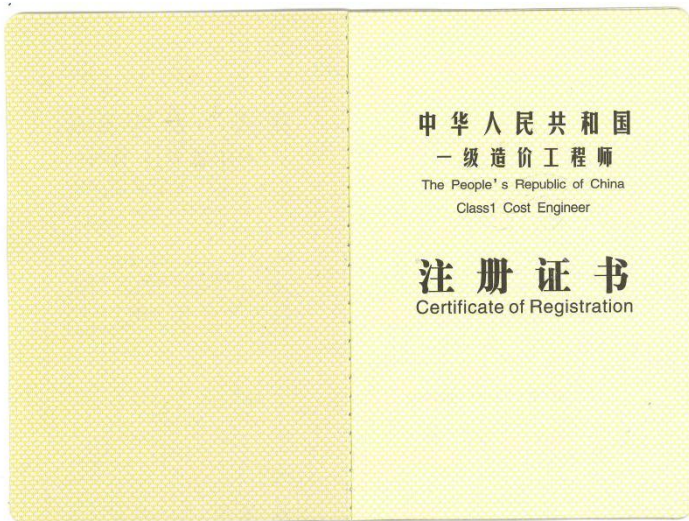 中华人民共和国
一级造价工程师
The People's Republic of China
Class1 Cost Engineer
注册证书
Certificate of Registration